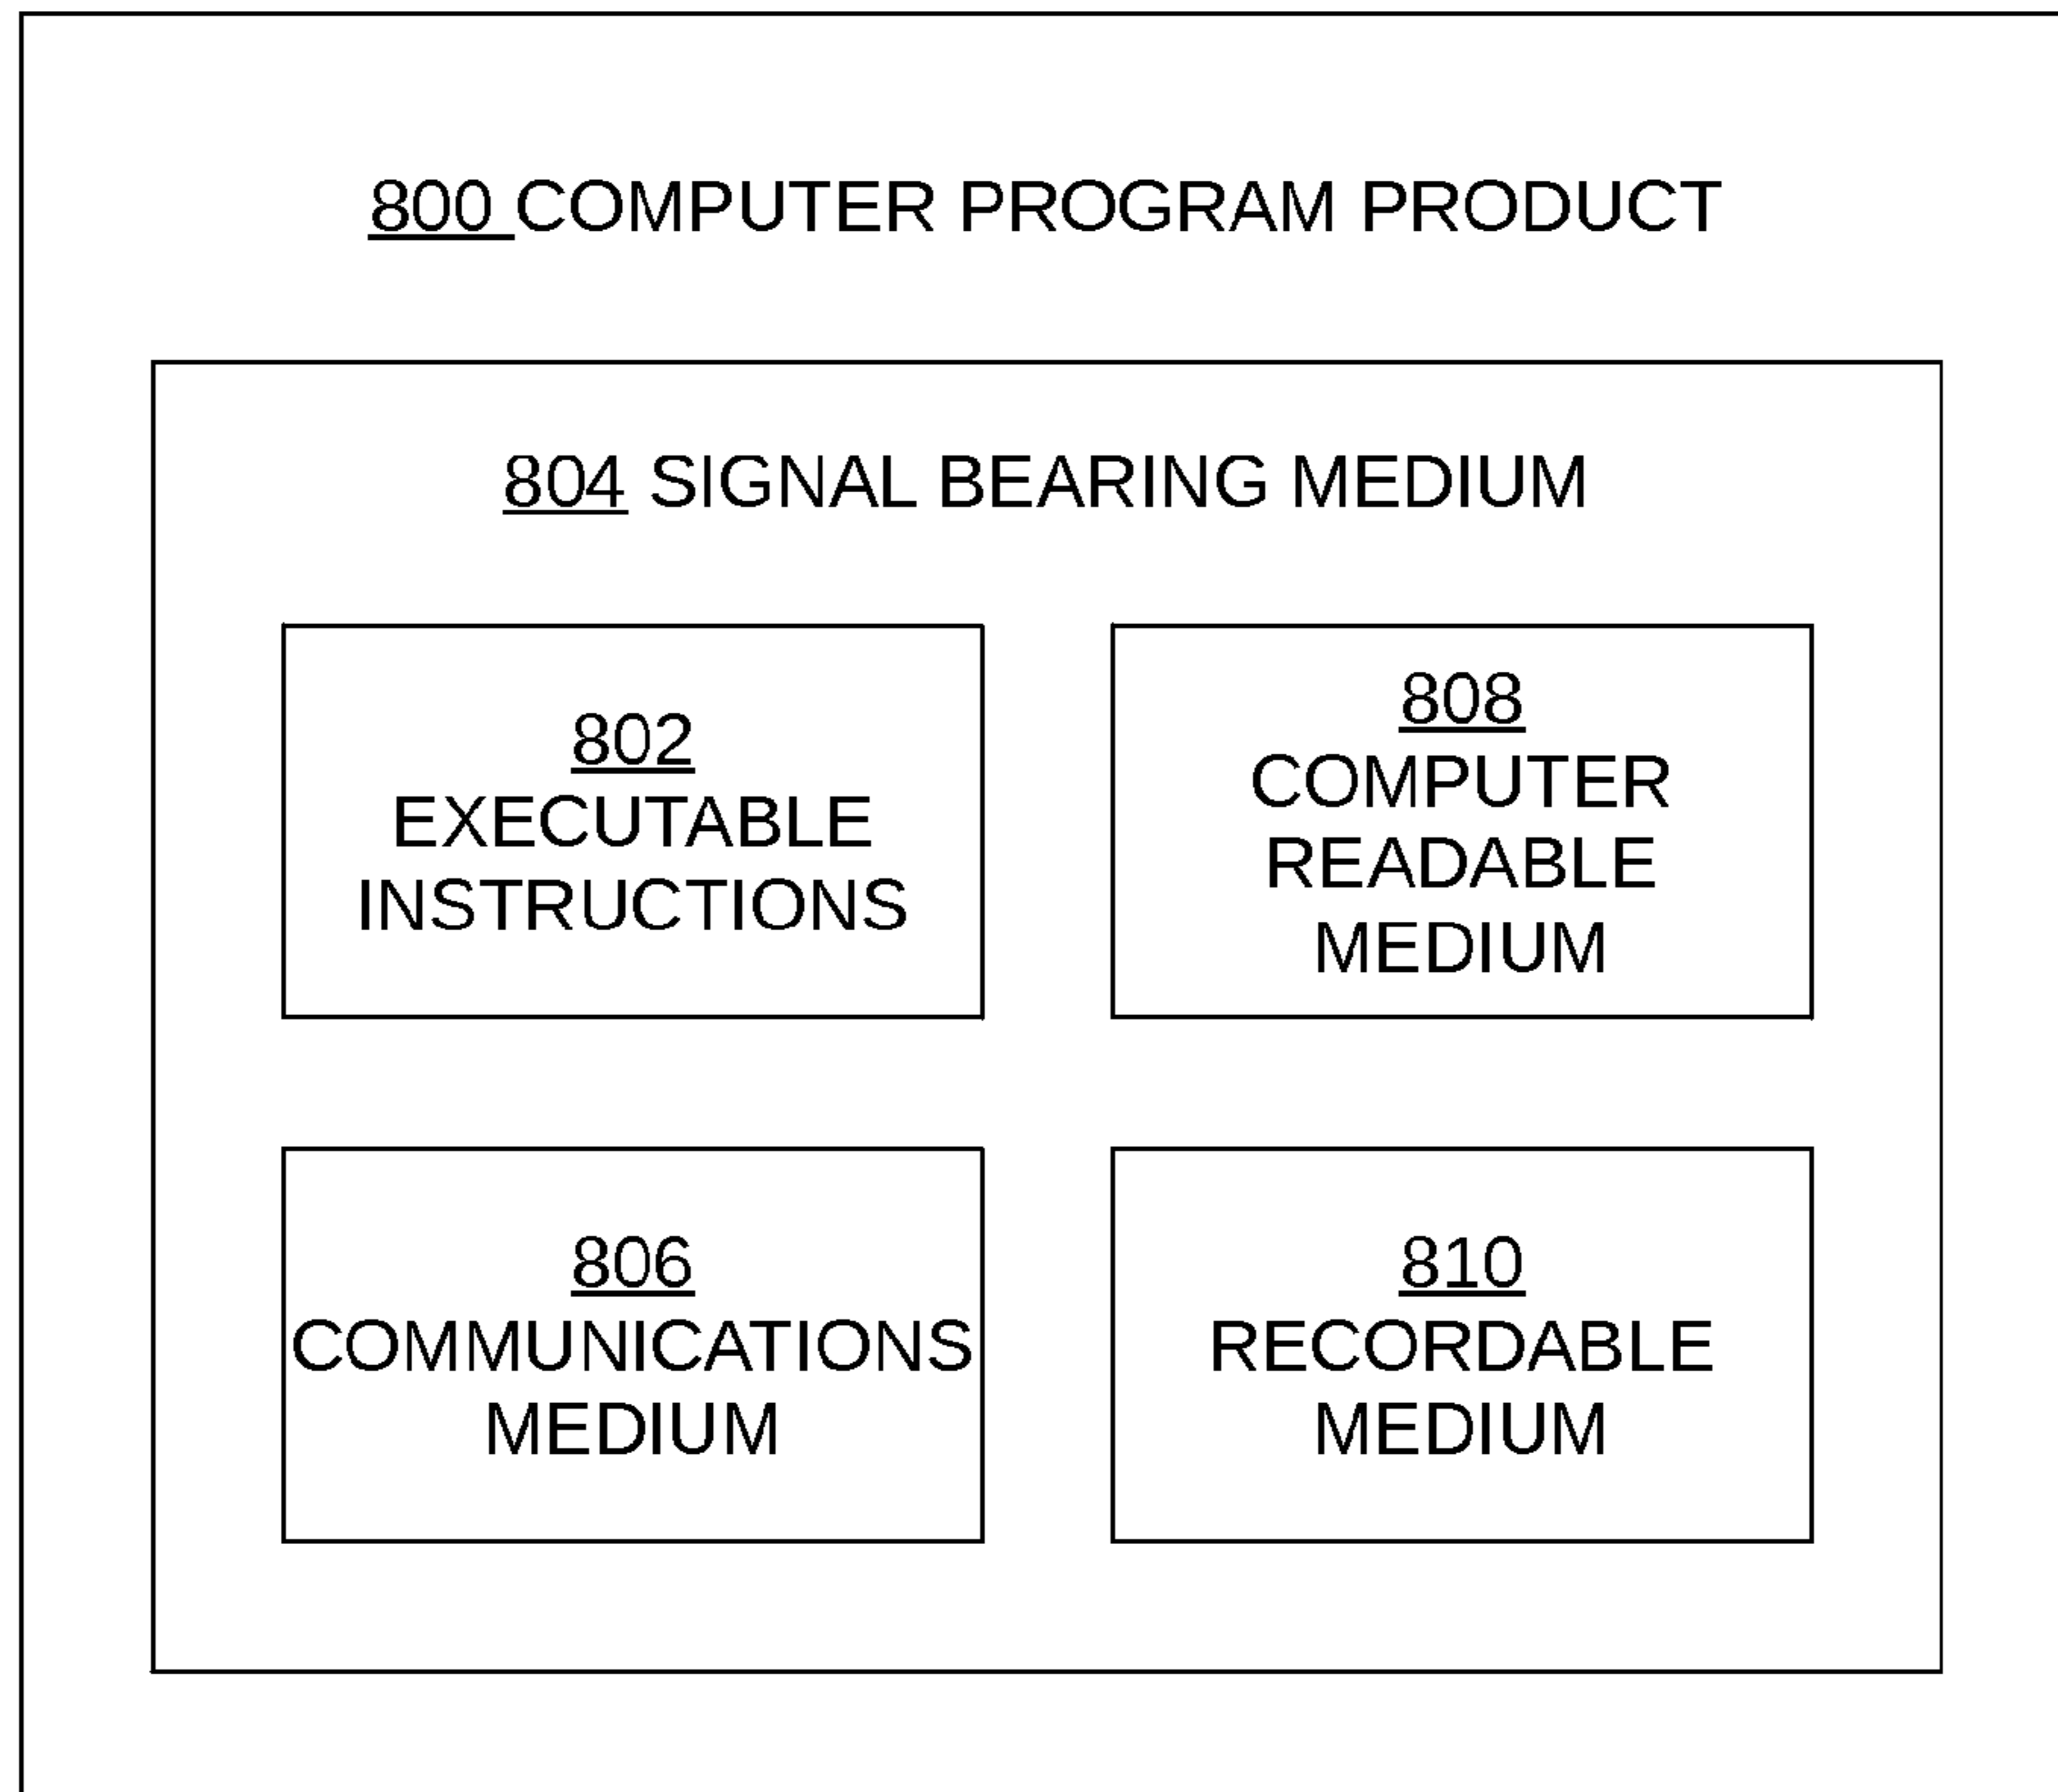 800 COMPUTER PROGRAM PRODUCT
804 SIGNAL BEARING MEDIUM
802
EXECUTABLE
INSTRUCTIONS
808
COMPUTER
READABLE
MEDIUM
806
COMMUNICATIONS
MEDIUM
810
RECORDABLE
MEDIUM